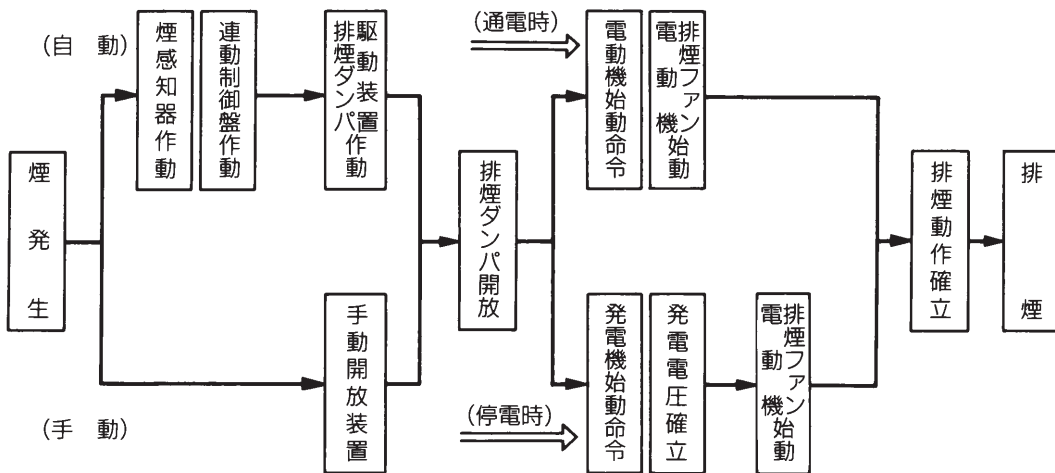 (自　動)
煙発生
煙感知器作動
連動制御盤作動
排煙ダンパ
駆動装置作動
手動開放装置
(手　動)
排煙ダンパ開放
(通電時)
電動機始動命令
排煙ファン
電動機始動
(停電時)
発電機始動命令
発電電圧確立
排煙ファン
電動機始動
排煙動作確立
排煙